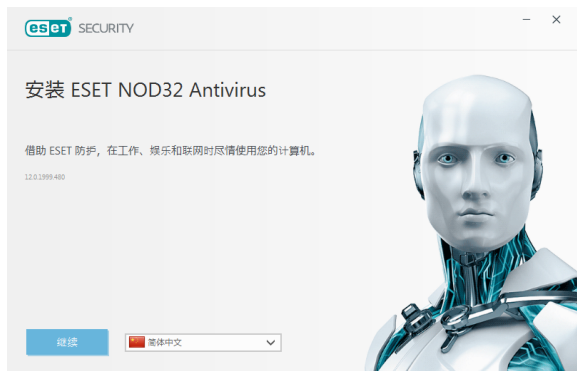 eset SECURITY
安装 ESET NOD32 Antivirus
借助 ESET 防护，在工作、娱乐和联网时尽情使用您的计算机。
12.0.1999.480
继续
简体中文